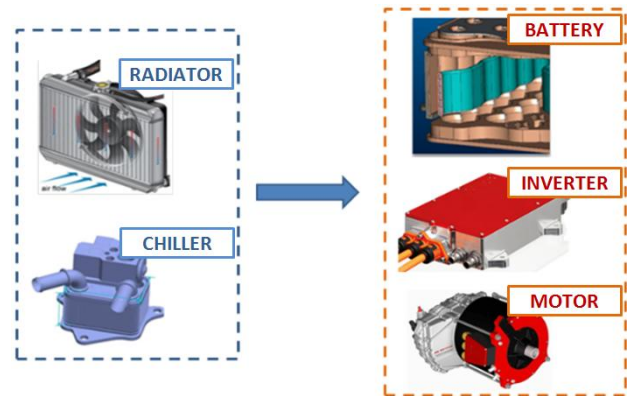 RADIATOR
air flow
CHILLER
BATTERY
INVERTER
MOTOR